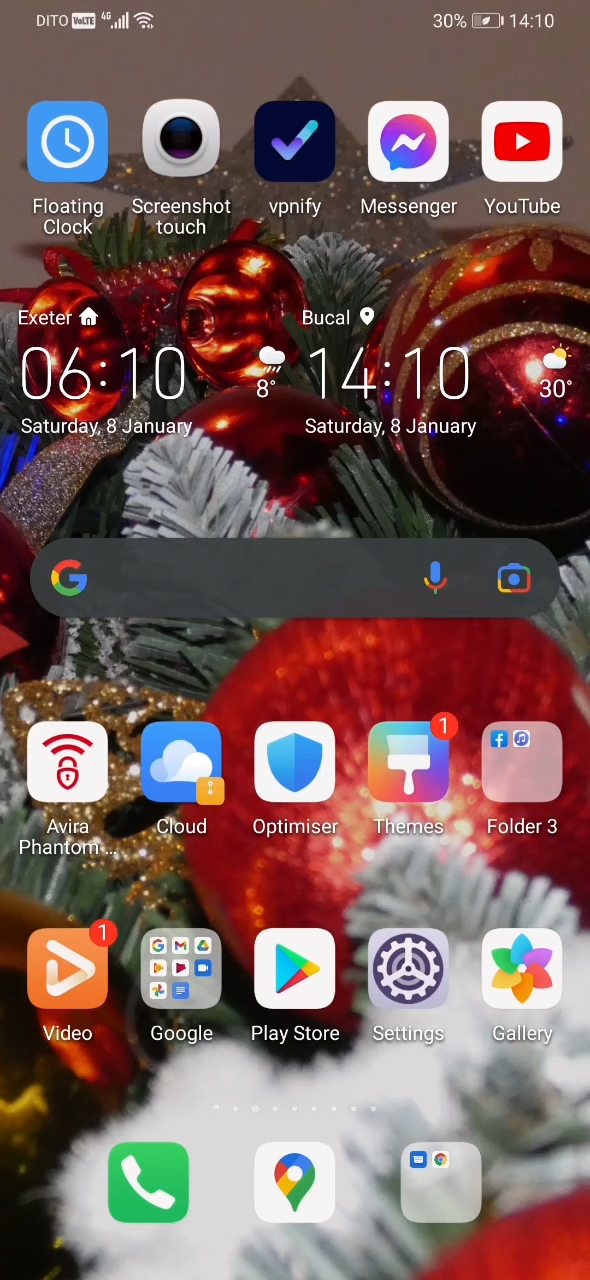 DITO VoLTE 4G 30% 14:10
Floating Clock
Screenshot touch
vpnify
Messenger
YouTube
Exeter
Bucal
06:10 8° 14:10 30°
Saturday, 8 January
Saturday, 8 January
G
1
Avira Phantom ...
Cloud
Optimiser
Themes
Folder 3
1
Video
Google
Play Store
Settings
Gallery